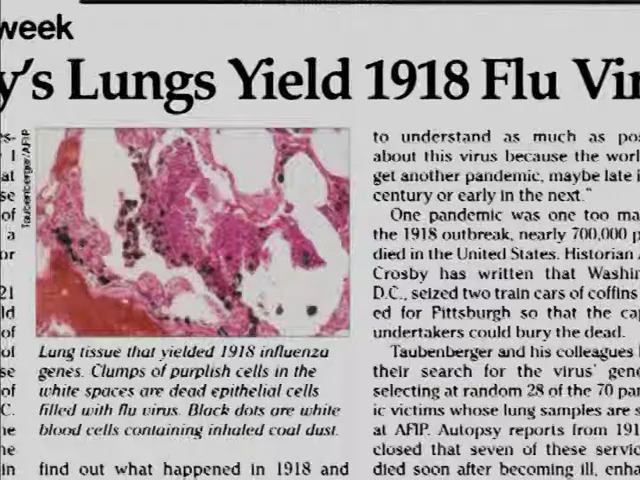 week
y's Lungs Yield 1918 Flu Vir
Taubenberger/AFIP
Lung tissue that yielded 1918 influenza
genes. Clumps of purplish cells in the
white spaces are dead epithelial cells
filled with flu virus. Black dots are white
blood cells containing inhaled coal dust.
find out what happened in 1918 and
to understand as much as pos
about this virus because the worl
get another pandemic, maybe late i
century or early in the next."
One pandemic was one too ma
the 1918 outbreak, nearly 700,000 p
died in the United States. Historian A
Crosby has written that Washin
D.C., seized two train cars of coffins
ed for Pittsburgh so that the cap
undertakers could bury the dead.
Taubenberger and his colleagues
their search for the virus' gene
selecting at random 28 of the 70 pan
ic victims whose lung samples are s
at AFIP. Autopsy reports from 191
closed that seven of these servic
died soon after becoming ill, enha